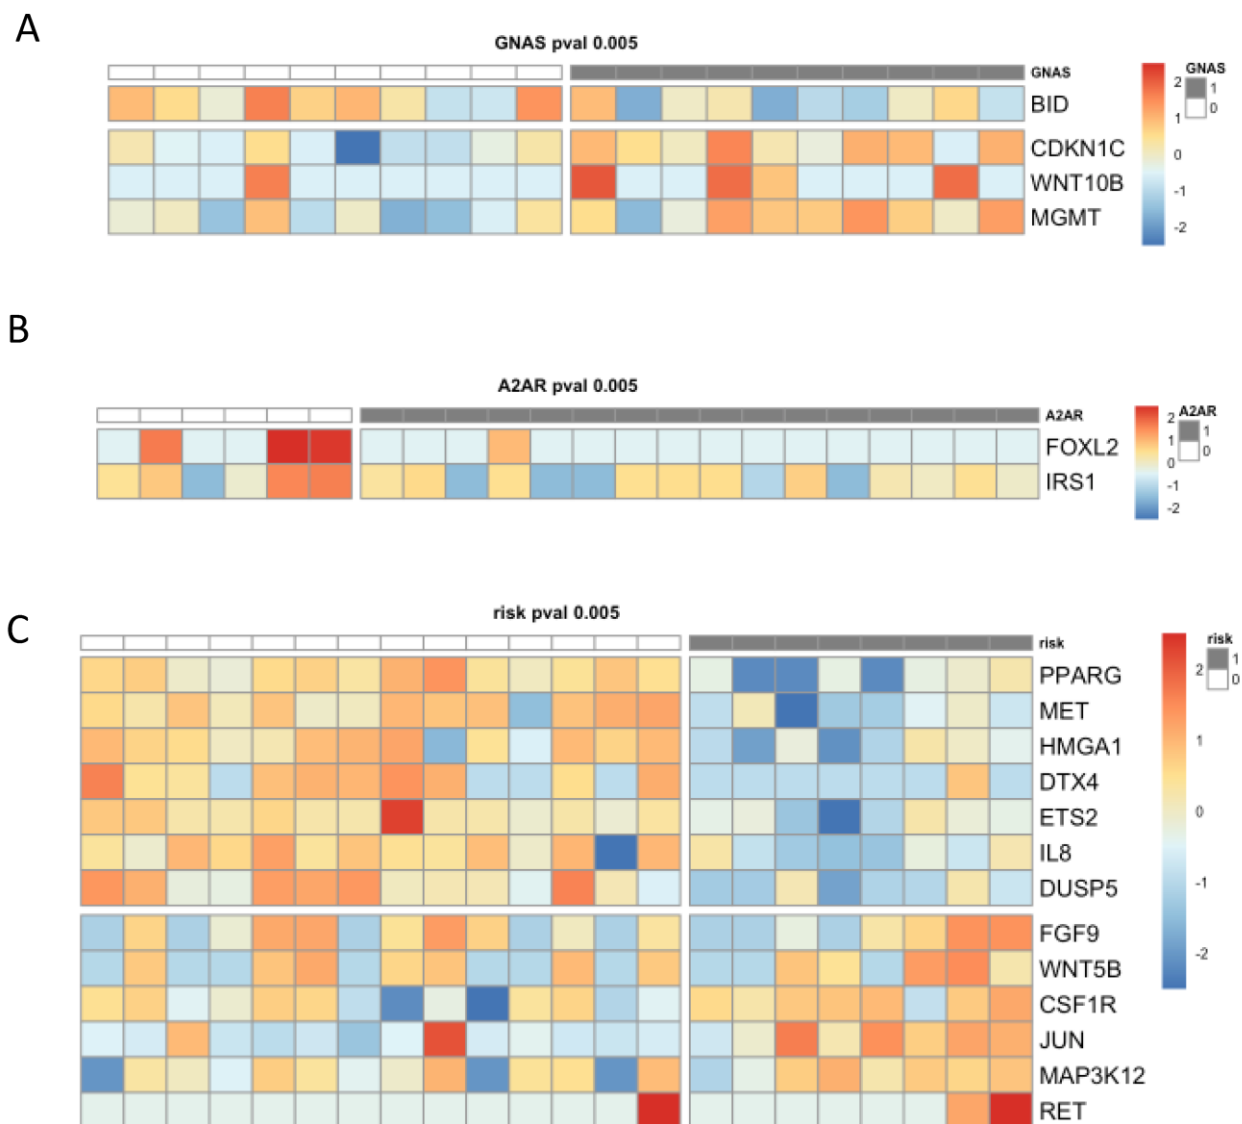 A
GNAS pval 0.005
GNAS
BID
CDKN1C
WNT10B
MGMT
2
1
0
-1
-2
GNAS
1
0
B
A2AR pval 0.005
A2AR
FOXL2
IRS1
2
1
0
-1
-2
A2AR
1
0
C
risk pval 0.005
risk
PPARG
MET
HMGA1
DTX4
ETS2
IL8
DUSP5
FGF9
WNT5B
CSF1R
JUN
MAP3K12
RET
2
1
0
-1
-2
risk
1
0